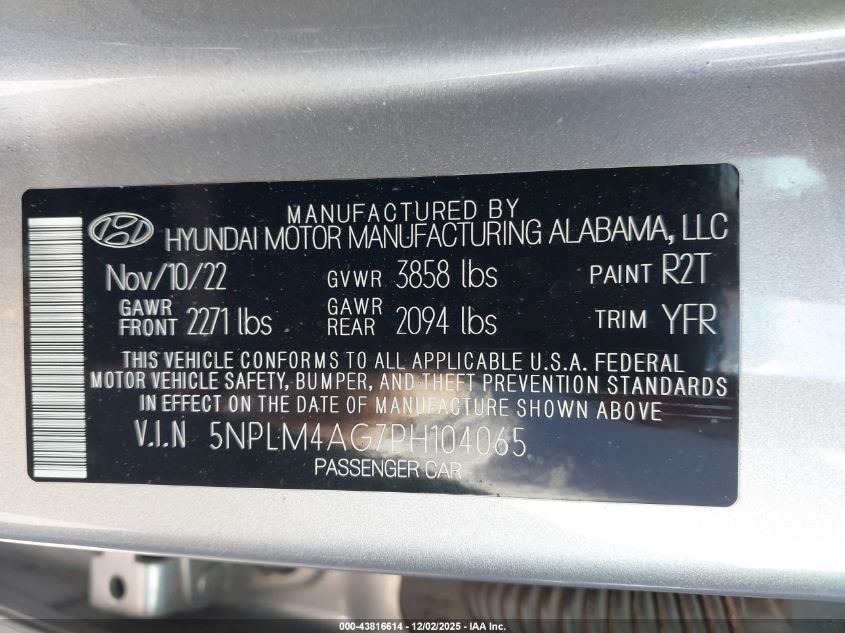 MANUFACTURED BY
HYUNDAI MOTOR MANUFACTURING ALABAMA, LLC
Nov/10/22 GVWR 3858 lbs PAINT R2T
GAWR FRONT 2271 lbs GAWR REAR 2094 lbs TRIM YFR
THIS VEHICLE CONFORMS TO ALL APPLICABLE U.S.A. FEDERAL
MOTOR VEHICLE SAFETY, BUMPER, AND THEFT PREVENTION STANDARDS
IN EFFECT ON THE DATE OF MANUFACTURE SHOWN ABOVE
V.I.N 5NPLM4AG7PH104065
PASSENGER CAR
000-43816614 - 12/02/2025 - IAA Inc.